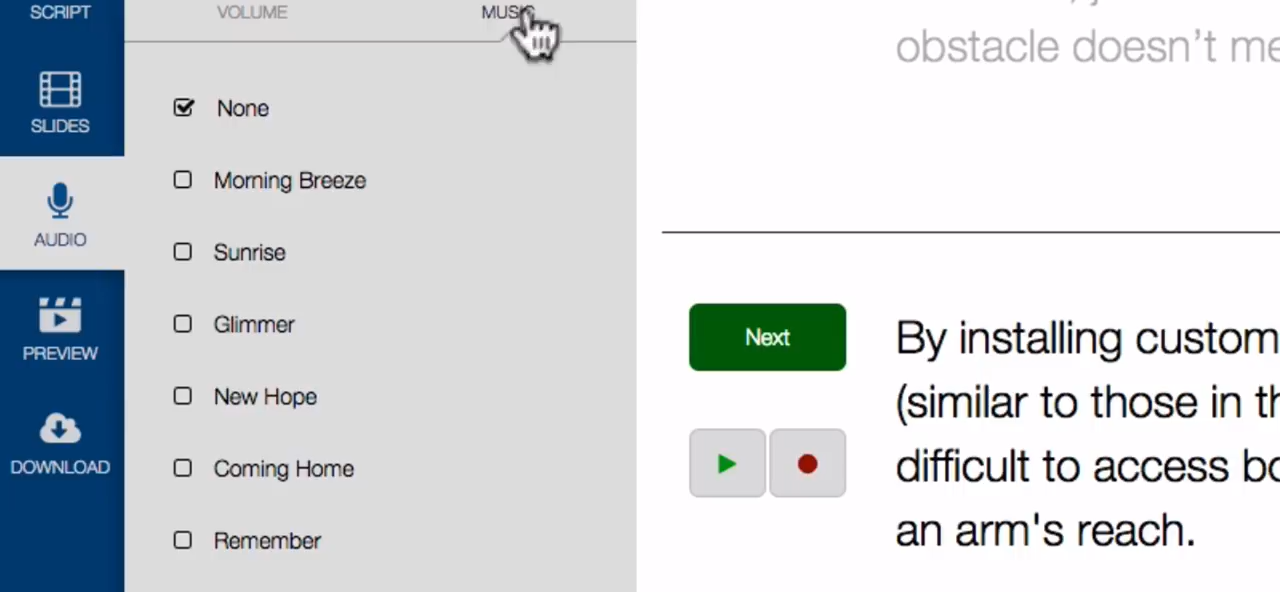 SCRIPT
SLIDES
AUDIO
PREVIEW
DOWNLOAD
VOLUME
MUSIC
None
Morning Breeze
Sunrise
Glimmer
New Hope
Coming Home
Remember
obstacle doesn't me
Next
By installing custom
(similar to those in th
difficult to access bo
an arm's reach.